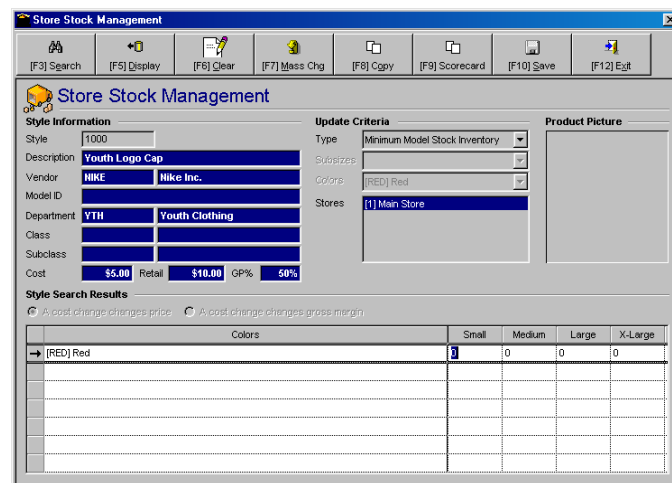 Store Stock Management
[F3] Search [F5] Display [F6] Clear [F7] Mass Chg [F8] Copy [F9] Scorecard [F10] Save [F12] Exit
Store Stock Management
Style Information Update Criteria Product Picture
Style 1000 Type Minimum Model Stock Inventory
Description Youth Logo Cap Subsizes
Vendor NIKE Nike Inc. Colors [RED] Red
Model ID Stores [1] Main Store
Department YTH Youth Clothing
Class
Subclass
Cost $5.00 Retail $10.00 GP% 50%
Style Search Results
A cost change changes price A cost change changes gross margin
Colors Small Medium Large X-Large
[RED] Red 0 0 0 0